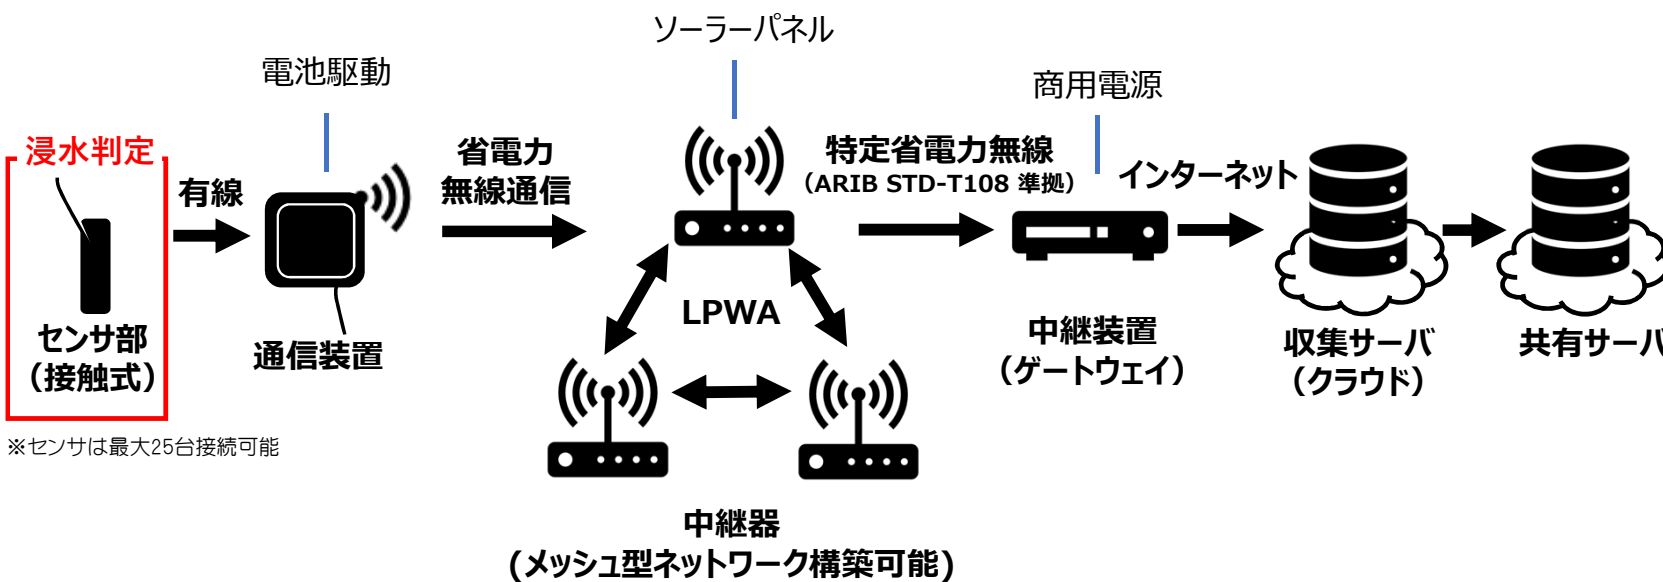 ソーラーパネル
電池駆動
商用電源
浸水判定
有線
省電力
無線通信
特定省電力無線
（ARIB STD-T108 準拠）
インターネット
LPWA
センサ部
（接触式）
通信装置
中継装置
（ゲートウェイ）
収集サーバ
（クラウド）
共有サーバ
※センサは最大25台接続可能
中継器
(メッシュ型ネットワーク構築可能)